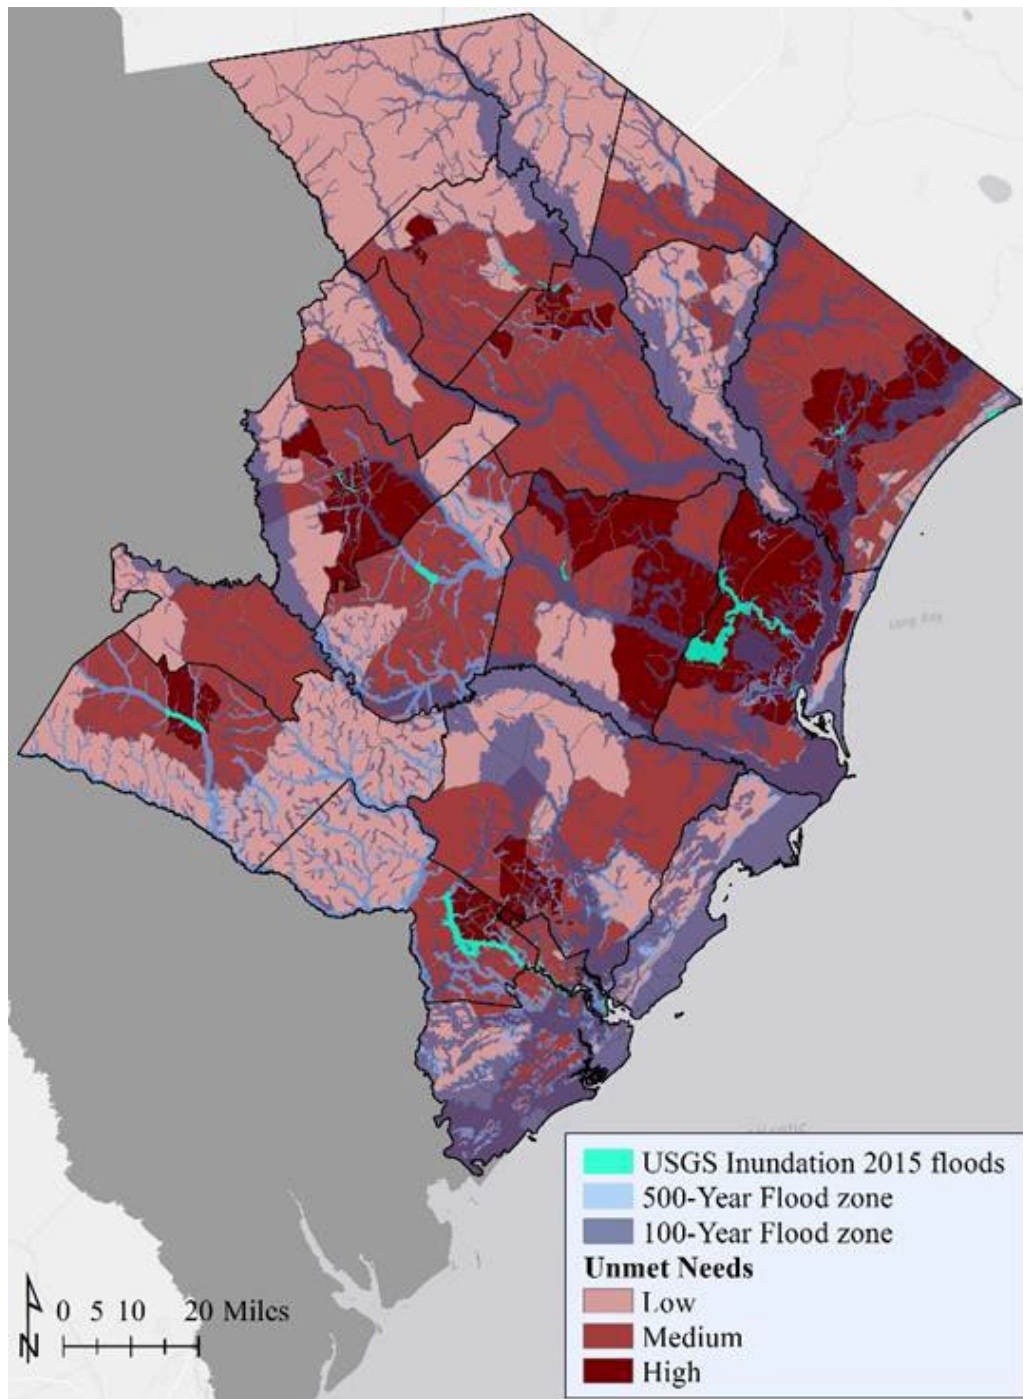 Long Bay
ATLANTIC
USGS Inundation 2015 floods
500-Year Flood zone
100-Year Flood zone
Unmet Needs
Low
Medium
High
N
0 5 10 20 Miles